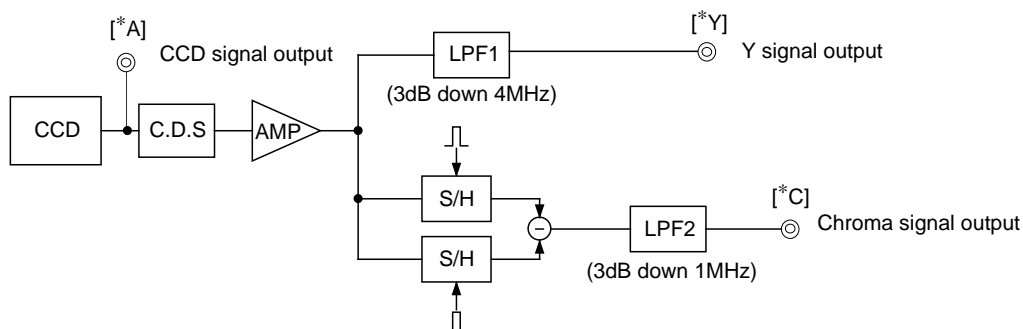 [*A]
CCD signal output
[*Y]
Y signal output
LPF1
(3dB down 4MHz)
CCD
C.D.S
AMP
S/H
[*C]
Chroma signal output
–
LPF2
(3dB down 1MHz)
S/H